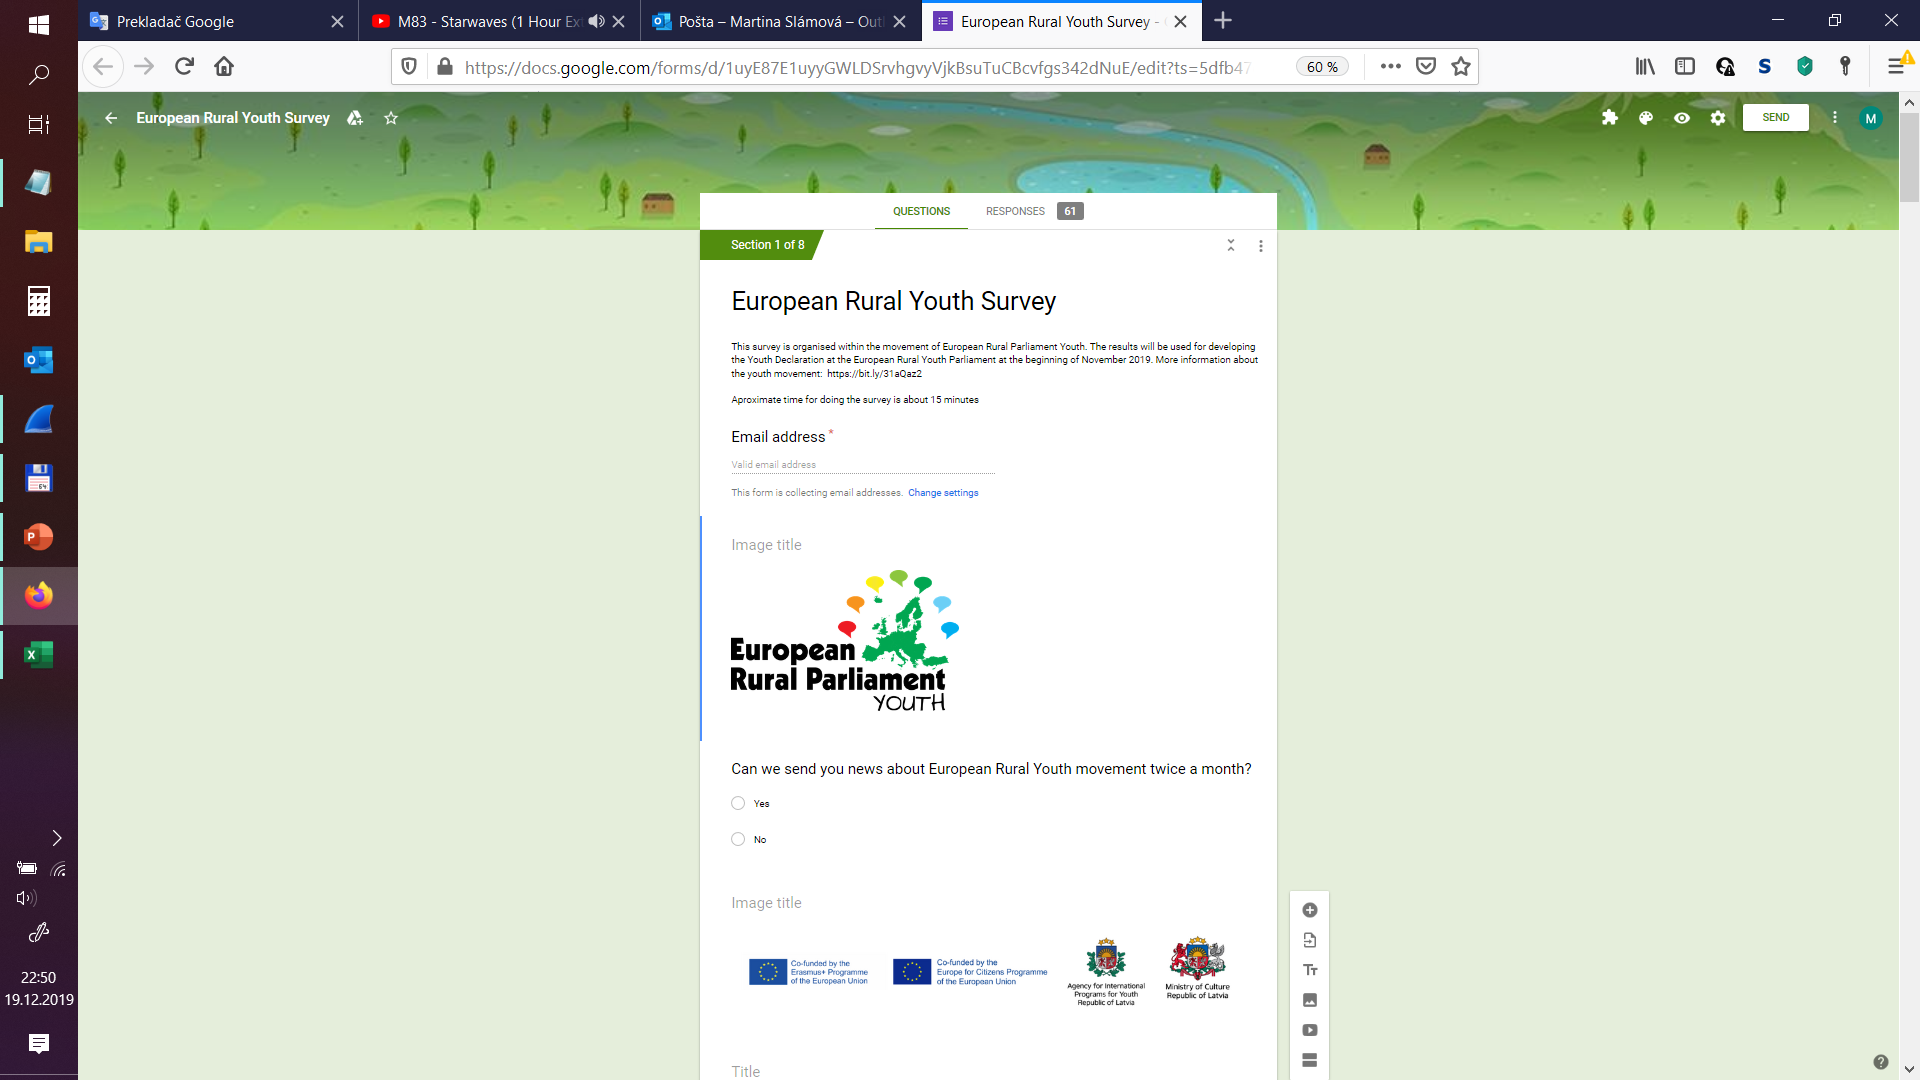 Prekladač Google
M83 - Starwaves (1 Hour Ex
Pošta – Martina Slámová – Out
European Rural Youth Survey -
https://docs.google.com/forms/d/1uyE87E1uyyGWLDSrvhgvyVjkBsuTuCBcvfgs342dNuE/edit?ts=5dfb47
60 %
European Rural Youth Survey
SEND
M
QUESTIONS
RESPONSES 61
Section 1 of 8
European Rural Youth Survey
This survey is organised within the movement of European Rural Parliament Youth. The results will be used for developing
the Youth Declaration at the European Rural Youth Parliament at the beginning of November 2019. More information about
the youth movement:  https://bit.ly/31aQaz2
Aproximate time for doing the survey is about 15 minutes
Email address *
Valid email address
This form is collecting email addresses. Change settings
Image title
European
Rural Parliament
YOUTH
Can we send you news about European Rural Youth movement twice a month?
Yes
No
Image title
Co-funded by the
Erasmus+ Programme
of the European Union
Co-funded by the
Europe for Citizens Programme
of the European Union
Agency for International
Programs for Youth
Republic of Latvia
Ministry of Culture
Republic of Latvia
Title
22:50
19.12.2019